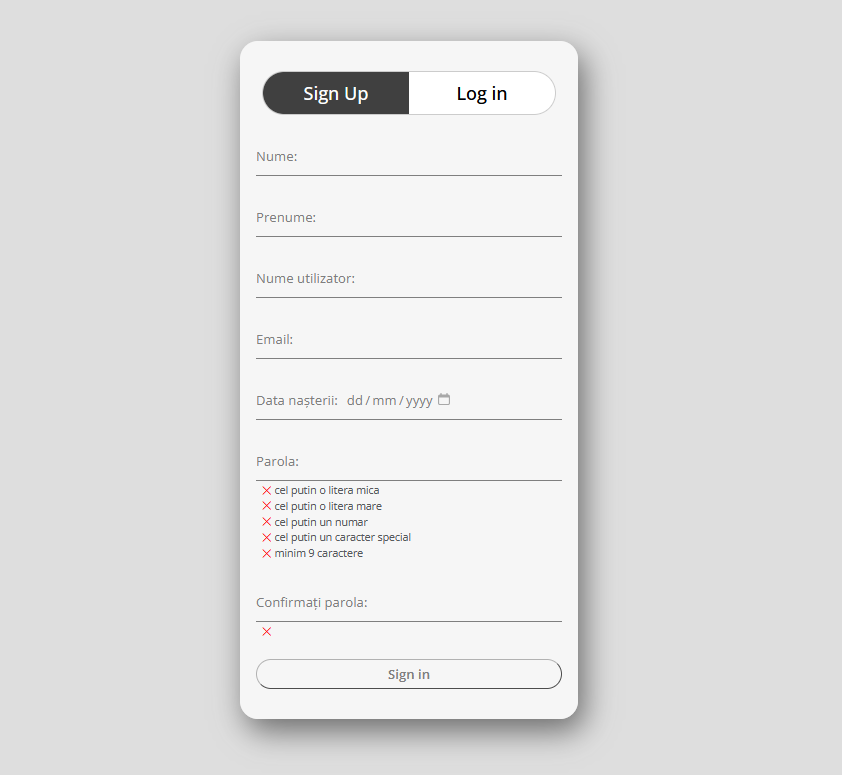 Sign Up Log in
Nume:
Prenume:
Nume utilizator:
Email:
Data nașterii: dd/mm/yyyy
Parola:
cel putin o litera mica
cel putin o litera mare
cel putin un numar
cel putin un caracter special
minim 9 caractere
Confirmați parola:
Sign in